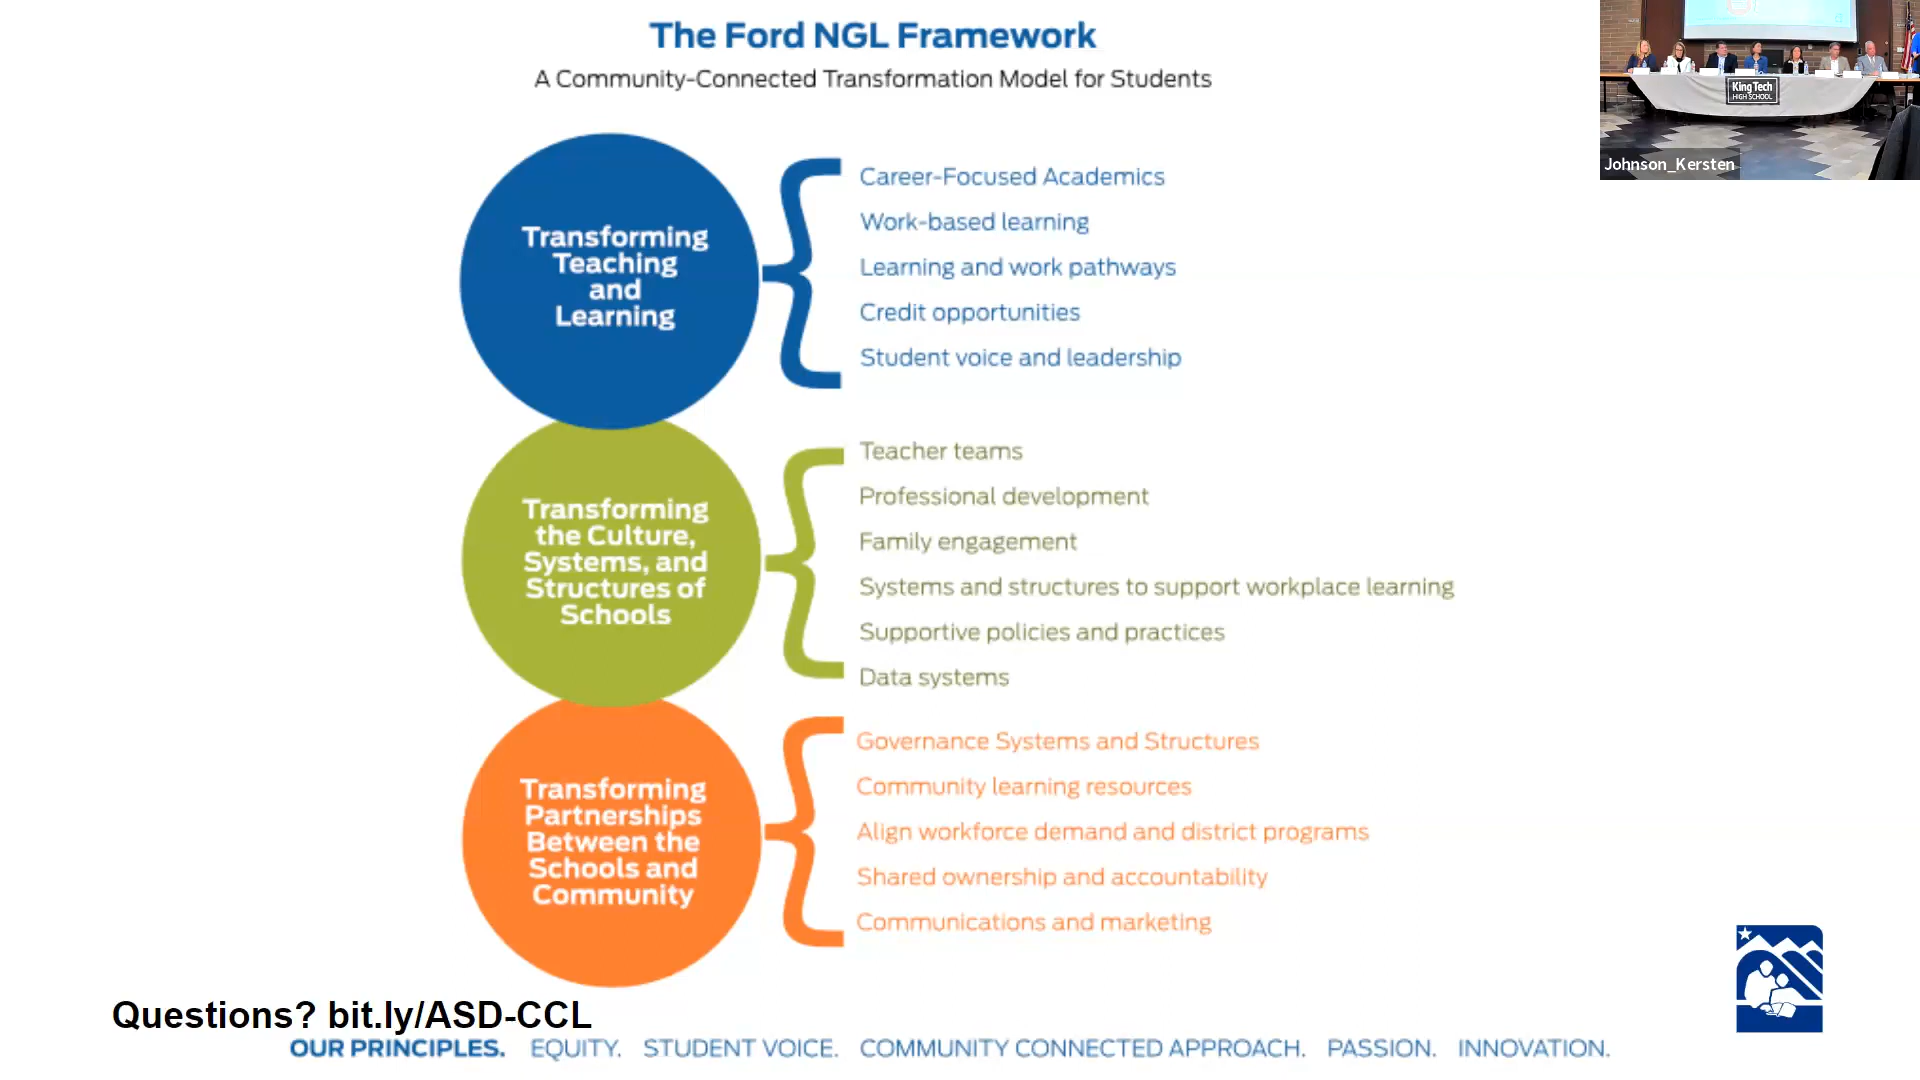 The Ford NGL Framework
A Community-Connected Transformation Model for Students
King Tech
HIGH SCHOOL
Johnson_Kersten
Transforming
Teaching
and
Learning
Career-Focused Academics
Work-based learning
Learning and work pathways
Credit opportunities
Student voice and leadership
Transforming
the Culture,
Systems, and
Structures of
Schools
Teacher teams
Professional development
Family engagement
Systems and structures to support workplace learning
Supportive policies and practices
Data systems
Transforming
Partnerships
Between the
Schools and
Community
Governance Systems and Structures
Community learning resources
Align workforce demand and district programs
Shared ownership and accountability
Communications and marketing
Questions? bit.ly/ASD-CCL
OUR PRINCIPLES. EQUITY. STUDENT VOICE. COMMUNITY CONNECTED APPROACH. PASSION. INNOVATION.